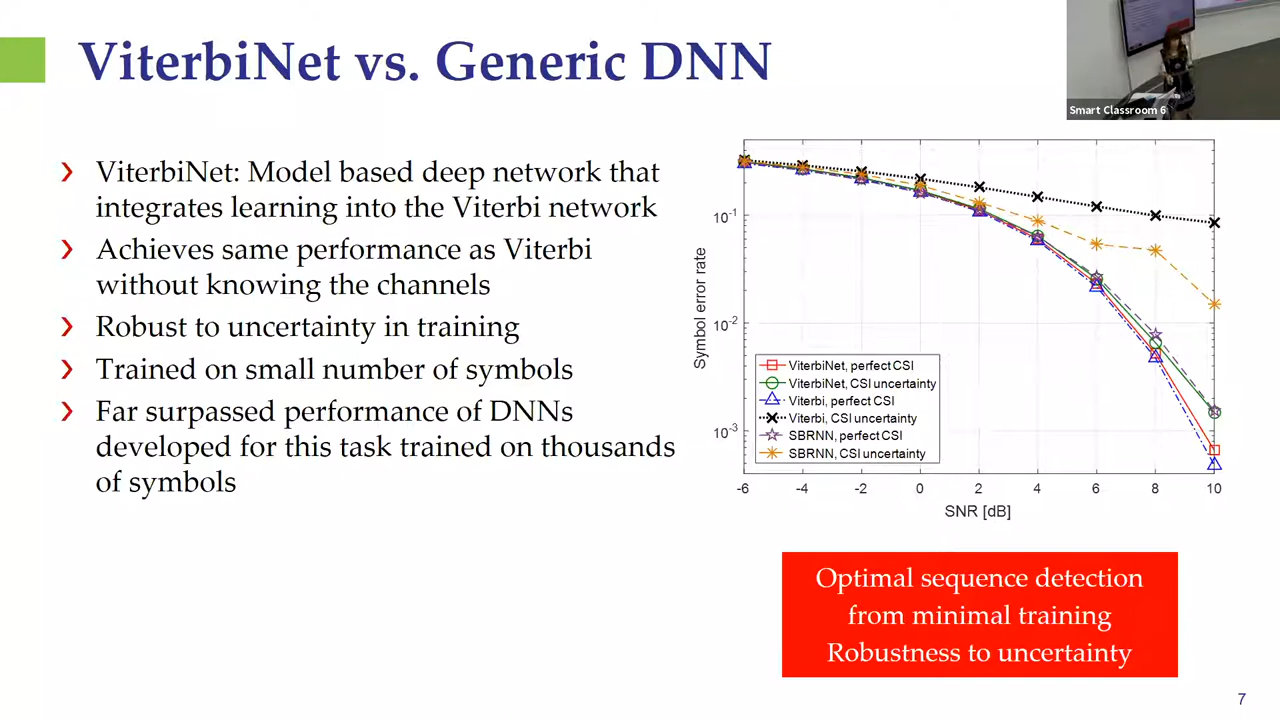 ViterbiNet vs. Generic DNN
Smart Classroom 6
ViterbiNet: Model based deep network that
integrates learning into the Viterbi network
Achieves same performance as Viterbi
without knowing the channels
Robust to uncertainty in training
Trained on small number of symbols
Far surpassed performance of DNNs
developed for this task trained on thousands
of symbols
Symbol error rate
10-1
10-2
10-3
ViterbiNet, perfect CSI
ViterbiNet, CSI uncertainty
Viterbi, perfect CSI
Viterbi, CSI uncertainty
SBRNN, perfect CSI
SBRNN, CSI uncertainty
-6 -4 -2 0 2 4 6 8 10
SNR [dB]
Optimal sequence detection
from minimal training
Robustness to uncertainty
7